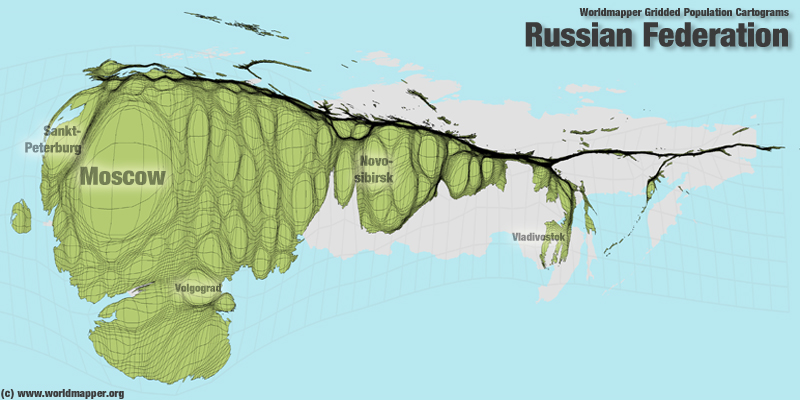 Worldmapper Gridded Population Cartograms
Russian Federation
Sankt-
Peterburg
Moscow
Novo-
sibirsk
Vladivostok
Volgograd
(c) www.worldmapper.org